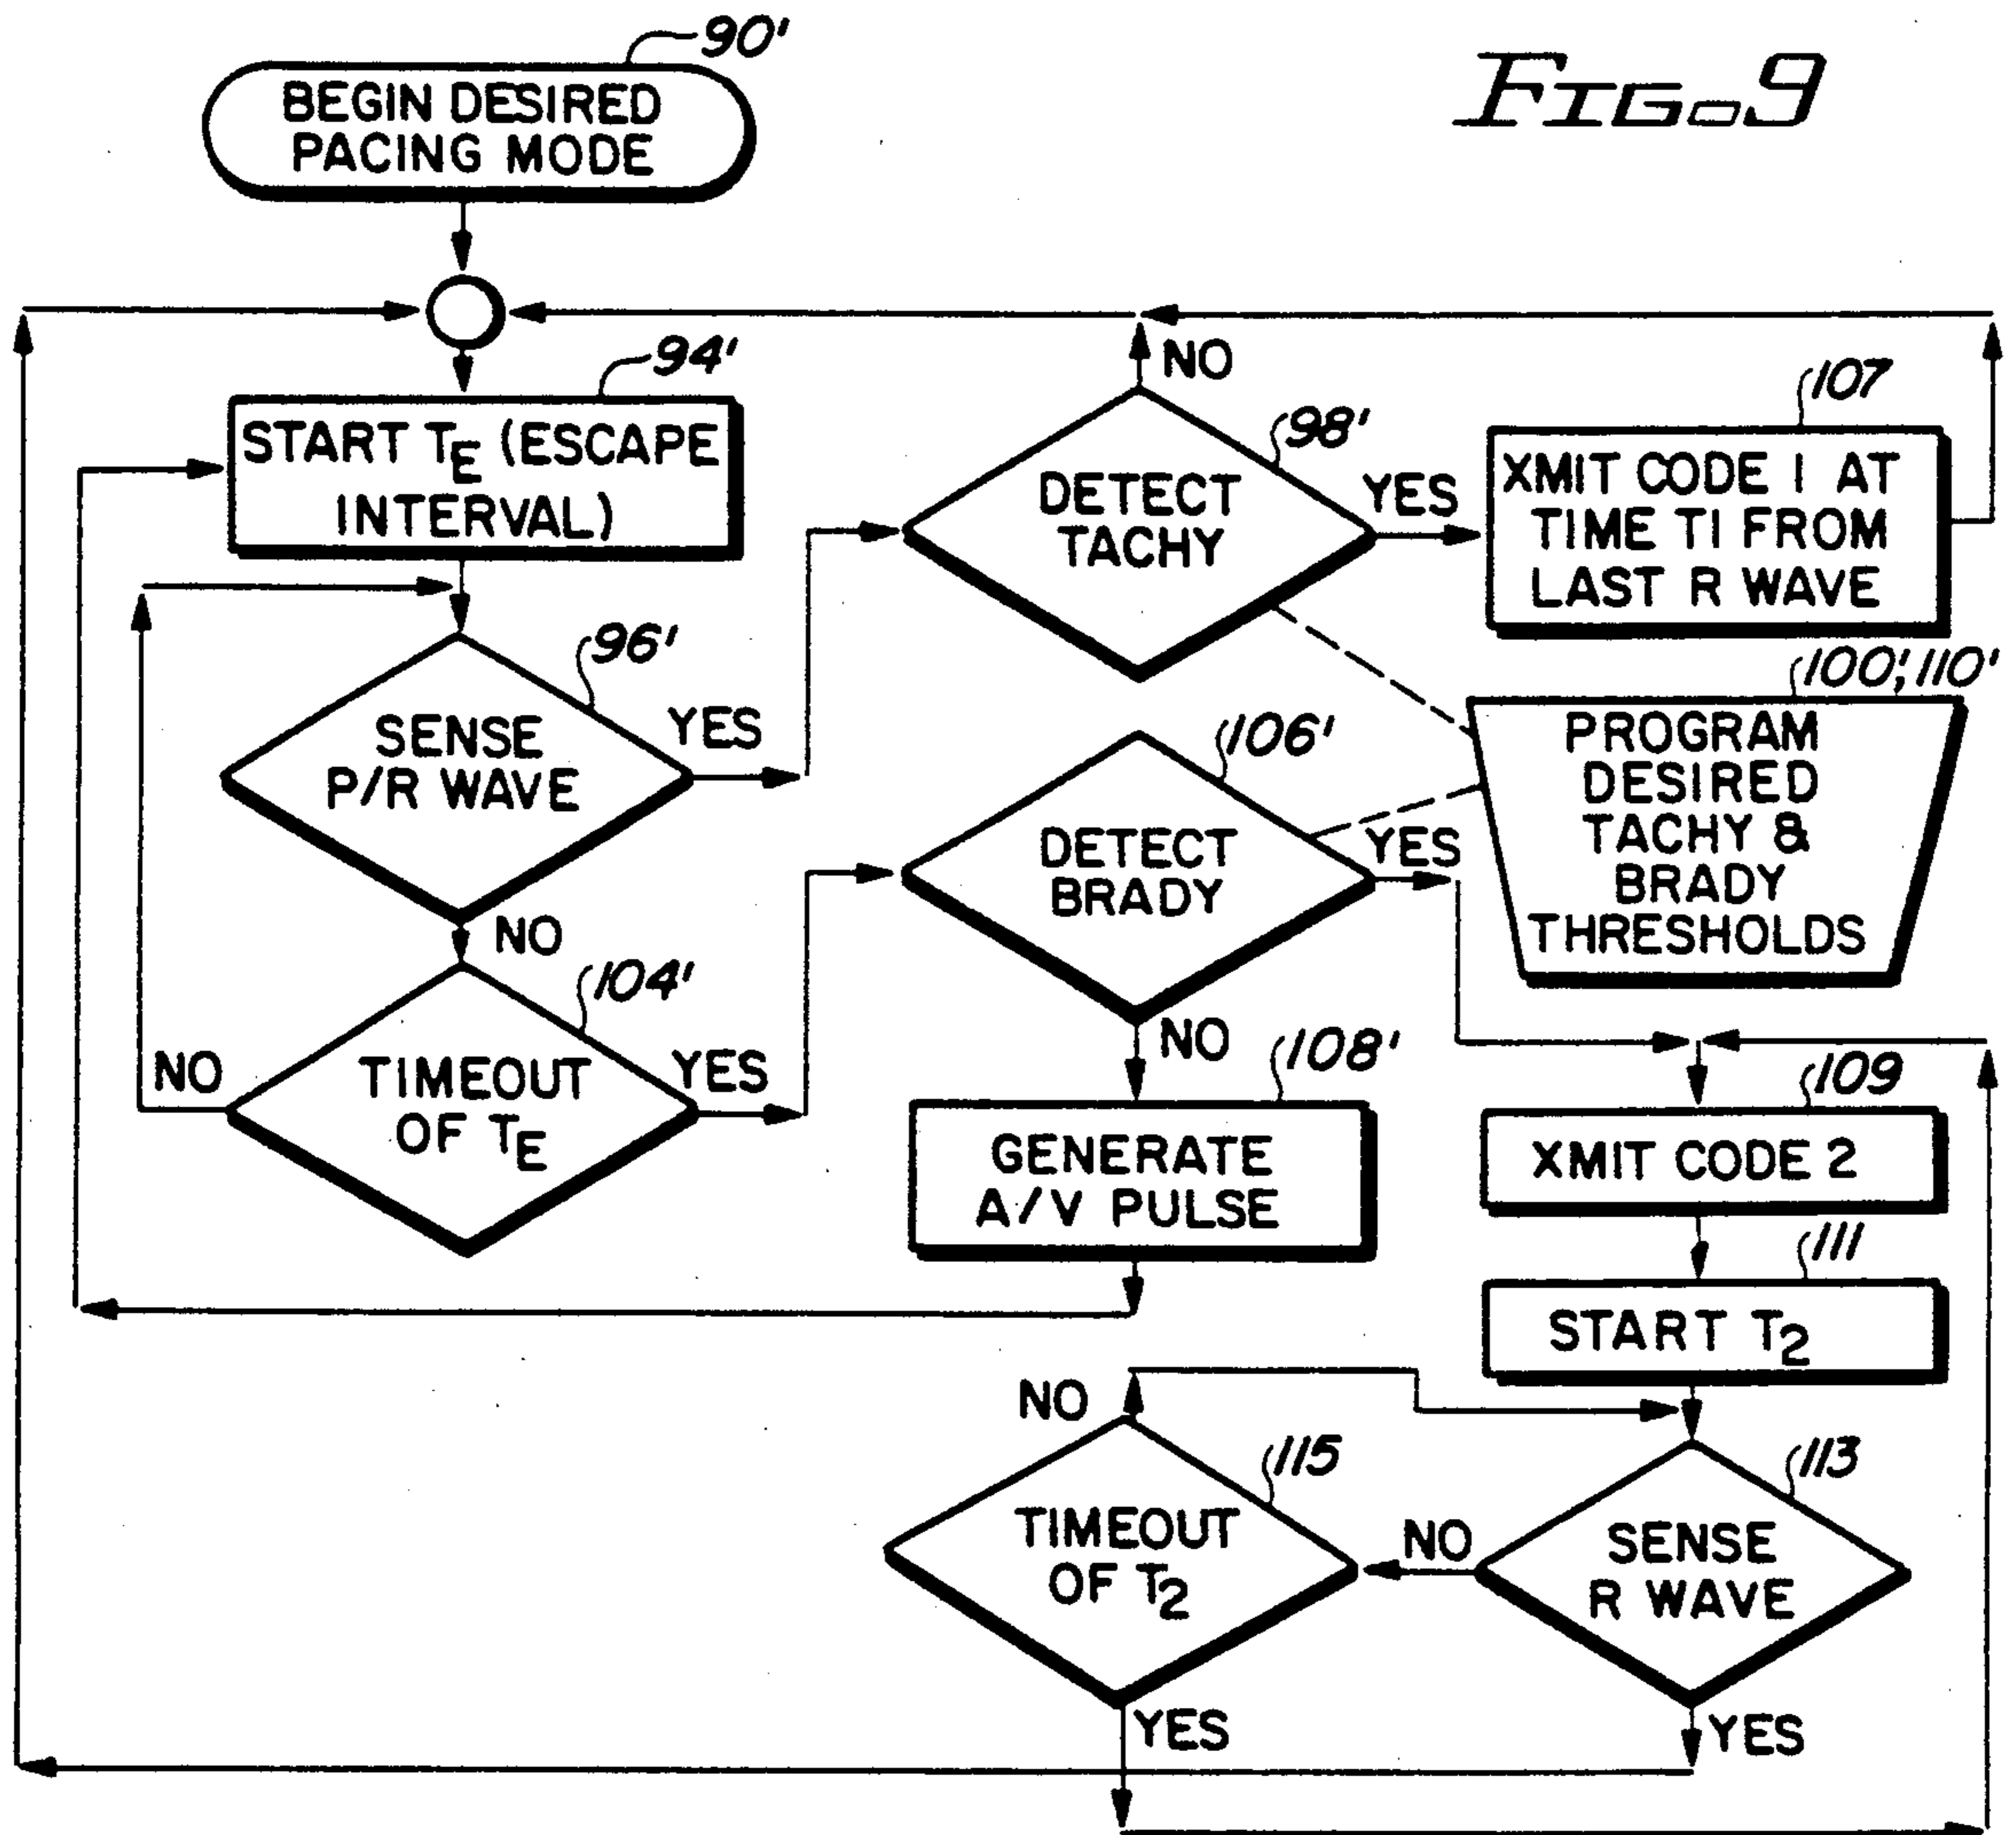 90'
FIG. 9
BEGIN DESIRED
PACING MODE
94'
START TE (ESCAPE
INTERVAL)
NO
98'
DETECT
TACHY
YES
107
XMIT CODE 1 AT
TIME T1 FROM
LAST R WAVE
96'
SENSE
P/R WAVE
YES
NO
100', 110'
PROGRAM
DESIRED
TACHY &
BRADY
THRESHOLDS
106'
DETECT
BRADY
YES
NO
104'
TIMEOUT
OF TE
NO
YES
108'
GENERATE
A/V PULSE
109
XMIT CODE 2
111
START T2
NO
115
TIMEOUT
OF T2
NO
113
SENSE
R WAVE
YES
YES